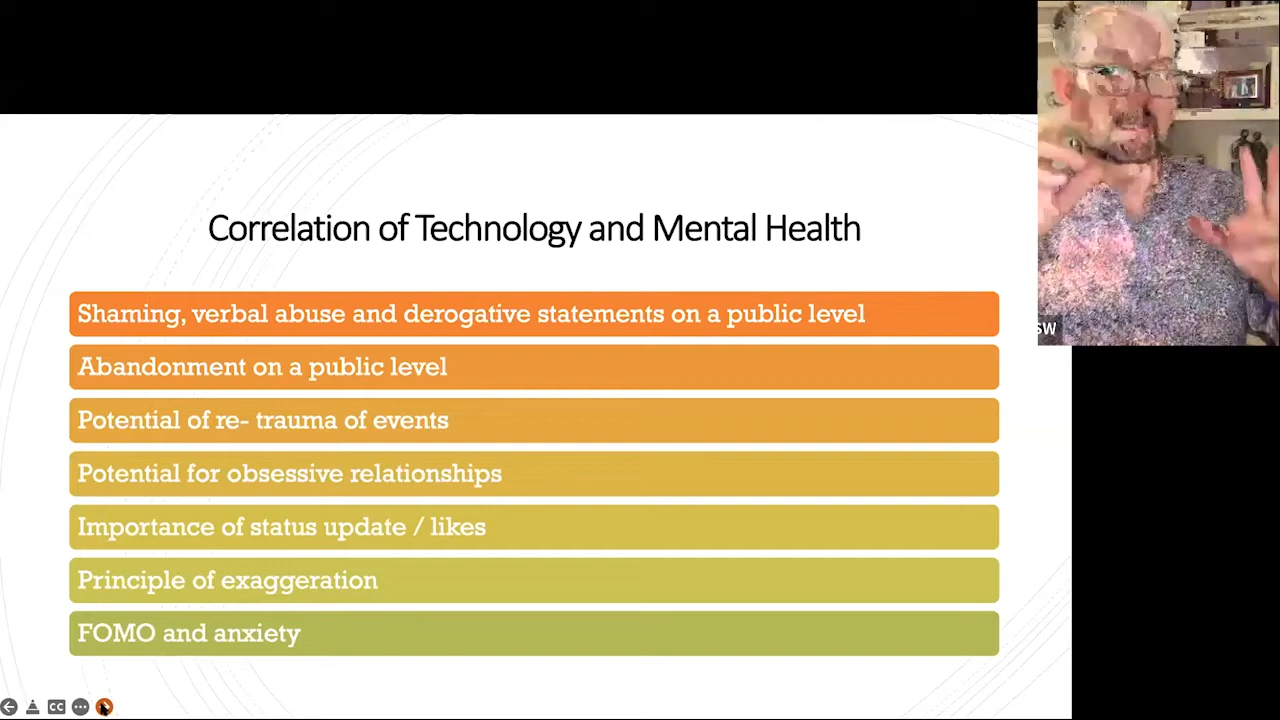 Correlation of Technology and Mental Health
Shaming, verbal abuse and derogative statements on a public level
Abandonment on a public level
Potential of re- trauma of events
Potential for obsessive relationships
Importance of status update / likes
Principle of exaggeration
FOMO and anxiety
SW
CC